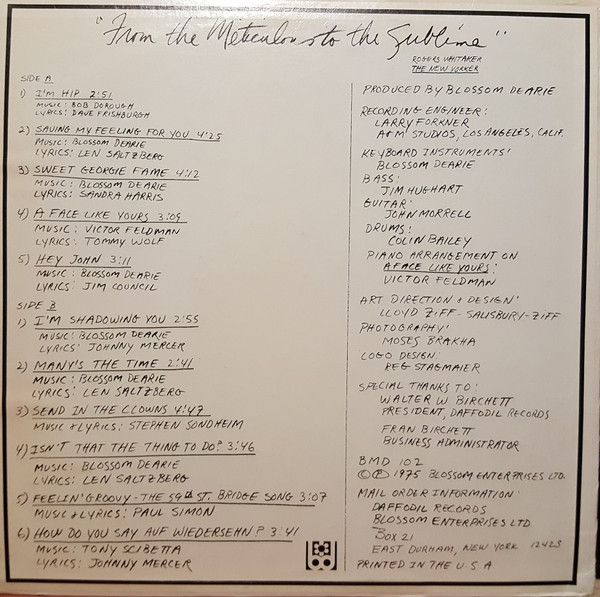 "From the Meticulous to the Sublime"
ROGERS WHITAKER
THE NEW YORKER
SIDE A
1) I'M HIP 2:51
MUSIC: BOB DOROUGH
LYRICS: DAVE FRISHBURGH
2) SAVING MY FEELING FOR YOU 4:25
MUSIC: BLOSSOM DEARIE
LYRICS: LEN SALTZBERG
3) SWEET GEORGIE FAME 4:12
MUSIC: BLOSSOM DEARIE
LYRICS: SANDRA HARRIS
4) A FACE LIKE YOURS 3:09
MUSIC: VICTOR FELDMAN
LYRICS: TOMMY WOLF
5) HEY JOHN 3:11
MUSIC: BLOSSOM DEARIE
LYRICS: JIM COUNCIL
SIDE B
1) I'M SHADOWING YOU 2:55
MUSIC: BLOSSOM DEARIE
LYRICS: JOHNNY MERCER
2) MANY'S THE TIME 2:41
MUSIC: BLOSSOM DEARIE
LYRICS: LEN SALTZBERG
3) SEND IN THE CLOWNS 4:47
MUSIC & LYRICS: STEPHEN SONDHEIM
4) ISN'T THAT THE THING TO DO? 3:46
MUSIC: BLOSSOM DEARIE
LYRICS: LEN SALTZBERG
5) FEELIN' GROOVY - THE 59th ST. BRIDGE SONG 3:07
MUSIC & LYRICS: PAUL SIMON
6) HOW DO YOU SAY AUF WIEDERSEHN? 3:41
MUSIC: TONY SCIBETTA
LYRICS: JOHNNY MERCER
PRODUCED BY BLOSSOM DEARIE
RECORDING ENGINEER:
LARRY FORKNER
A+M STUDIOS, LOS ANGELES, CALIF.
KEYBOARD INSTRUMENTS:
BLOSSOM DEARIE
BASS:
JIM HUGHART
GUITAR:
JOHN MORRELL
DRUMS:
COLIN BAILEY
PIANO ARRANGEMENT ON
A FACE LIKE YOURS:
VICTOR FELDMAN
ART DIRECTION + DESIGN:
LLOYD ZIFF - SALISBURY-ZIFF
PHOTOGRAPHY:
MOSES BRAKHA
LOGO DESIGN:
REG STAGMAIER
SPECIAL THANKS TO:
WALTER W BIRCHETT
PRESIDENT, DAFFODIL RECORDS
FRAN BIRCHETT
BUSINESS ADMINISTRATOR
BMD 102
© ℗ 1975 BLOSSOM ENTERPRISES LTD.
MAIL ORDER INFORMATION:
DAFFODIL RECORDS
BLOSSOM ENTERPRISES LTD
BOX 21
EAST DURHAM, NEW YORK 12423
PRINTED IN THE U.S.A